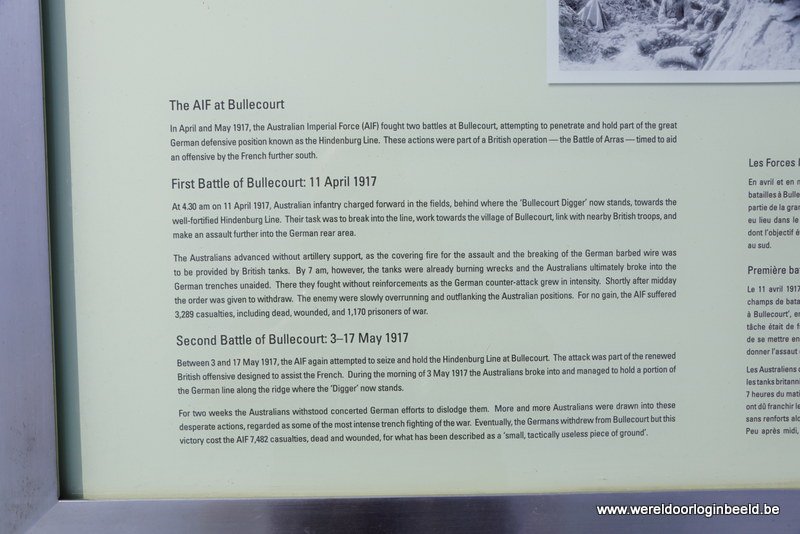 The AIF at Bullecourt
In April and May 1917, the Australian Imperial Force (AIF) fought two battles at Bullecourt, attempting to penetrate and hold part of the great
German defensive position known as the Hindenburg Line. These actions were part of a British operation — the Battle of Arras — timed to aid
an offensive by the French further south.
First Battle of Bullecourt: 11 April 1917
At 4.30 am on 11 April 1917, Australian infantry charged forward in the fields, behind where the 'Bullecourt Digger' now stands, towards the
well-fortified Hindenburg Line. Their task was to break into the line, work towards the village of Bullecourt, link with nearby British troops, and
make an assault further into the German rear area.
The Australians advanced without artillery support, as the covering fire for the assault and the breaking of the German barbed wire was
to be provided by British tanks. By 7 am, however, the tanks were already burning wrecks and the Australians ultimately broke into the
German trenches unaided. There they fought without reinforcements as the German counter-attack grew in intensity. Shortly after midday
the order was given to withdraw. The enemy were slowly overrunning and outflanking the Australian positions. For no gain, the AIF suffered
3,289 casualties, including dead, wounded, and 1,170 prisoners of war.
Second Battle of Bullecourt: 3–17 May 1917
Between 3 and 17 May 1917, the AIF again attempted to seize and hold the Hindenburg Line at Bullecourt. The attack was part of the renewed
British offensive designed to assist the French. During the morning of 3 May 1917 the Australians broke into and managed to hold a portion of
the German line along the ridge where the 'Digger' now stands.
For two weeks the Australians withstood concerted German efforts to dislodge them. More and more Australians were drawn into these
desperate actions, regarded as some of the most intense trench fighting of the war. Eventually, the Germans withdrew from Bullecourt but this
victory cost the AIF 7,482 casualties, dead and wounded, for what has been described as a 'small, tactically useless piece of ground'.
Les Forces
En avril et en
batailles à Bulle
partie de la gran
eu lieu dans le
dont l'objectif é
au sud.
Première ba
Le 11 avril 1917
champs de bata
à Bullecourt', en
tâche était de f
de se mettre en
donner l'assaut
Les Australiens
les tanks britann
7 heures du mati
ont dû franchir le
sans renforts alo
Peu après midi,
www.wereldoorloginbeeld.be